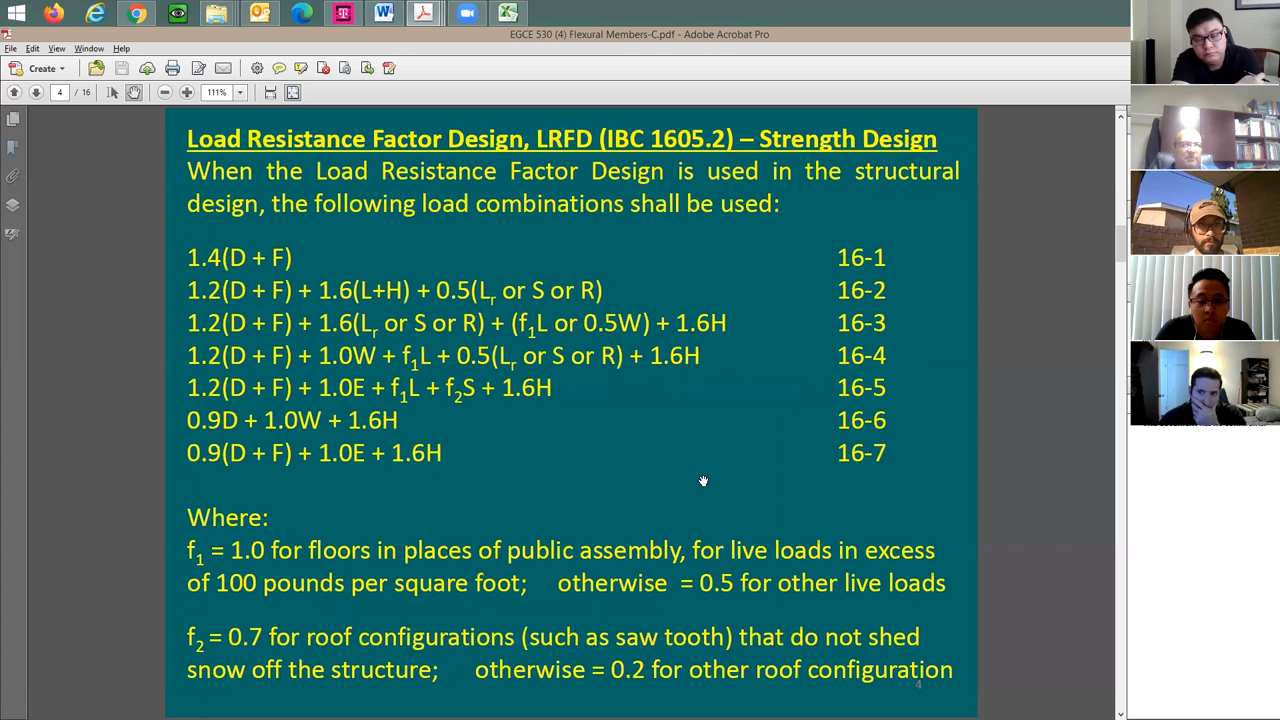 EGCE 530 (4) Flexural Members-C.pdf - Adobe Acrobat Pro
File Edit View Window Help
Create
4 / 16 111%
Load Resistance Factor Design, LRFD (IBC 1605.2) – Strength Design
When the Load Resistance Factor Design is used in the structural
design, the following load combinations shall be used:
1.4(D + F) 16-1
1.2(D + F) + 1.6(L+H) + 0.5(Lr or S or R) 16-2
1.2(D + F) + 1.6(Lr or S or R) + (f1L or 0.5W) + 1.6H 16-3
1.2(D + F) + 1.0W + f1L + 0.5(Lr or S or R) + 1.6H 16-4
1.2(D + F) + 1.0E + f1L + f2S + 1.6H 16-5
0.9D + 1.0W + 1.6H 16-6
0.9(D + F) + 1.0E + 1.6H 16-7
Where:
f1 = 1.0 for floors in places of public assembly, for live loads in excess
of 100 pounds per square foot; otherwise = 0.5 for other live loads
f2 = 0.7 for roof configurations (such as saw tooth) that do not shed
snow off the structure; otherwise = 0.2 for other roof configuration
4